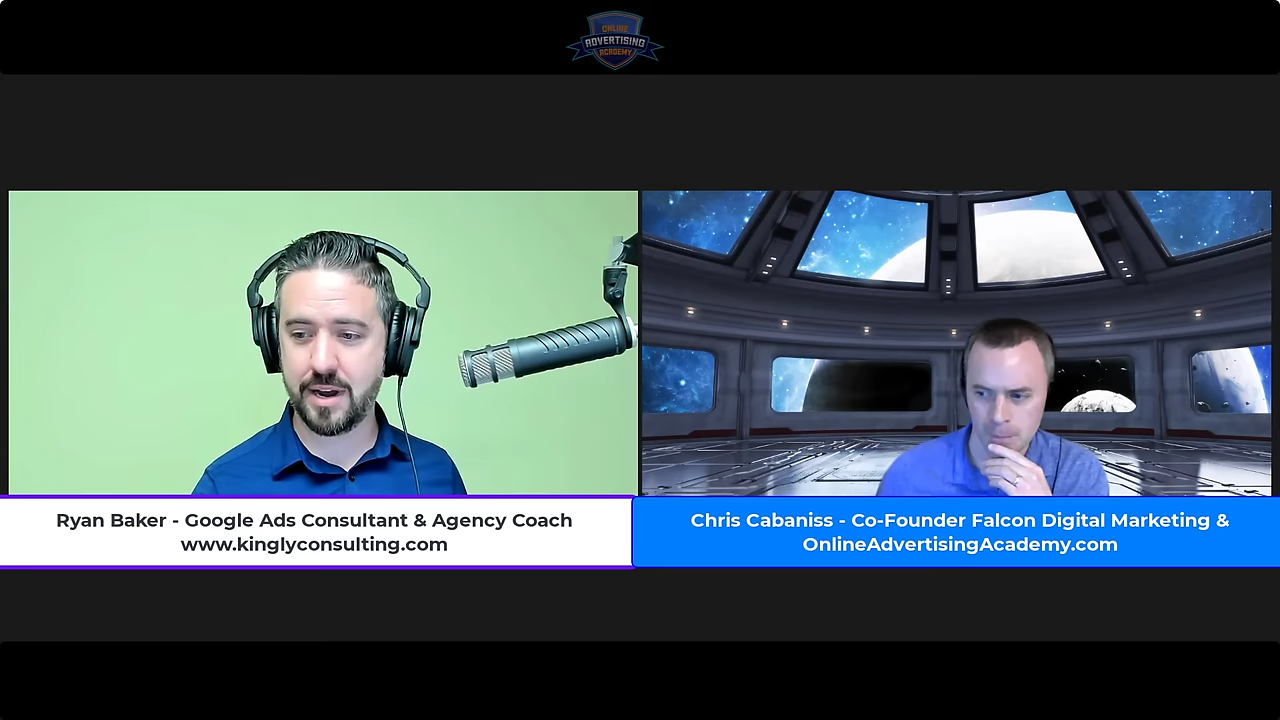 ONLINE
ADVERTISING
ACADEMY
Ryan Baker - Google Ads Consultant & Agency Coach
www.kinglyconsulting.com
Chris Cabaniss - Co-Founder Falcon Digital Marketing &
OnlineAdvertisingAcademy.com